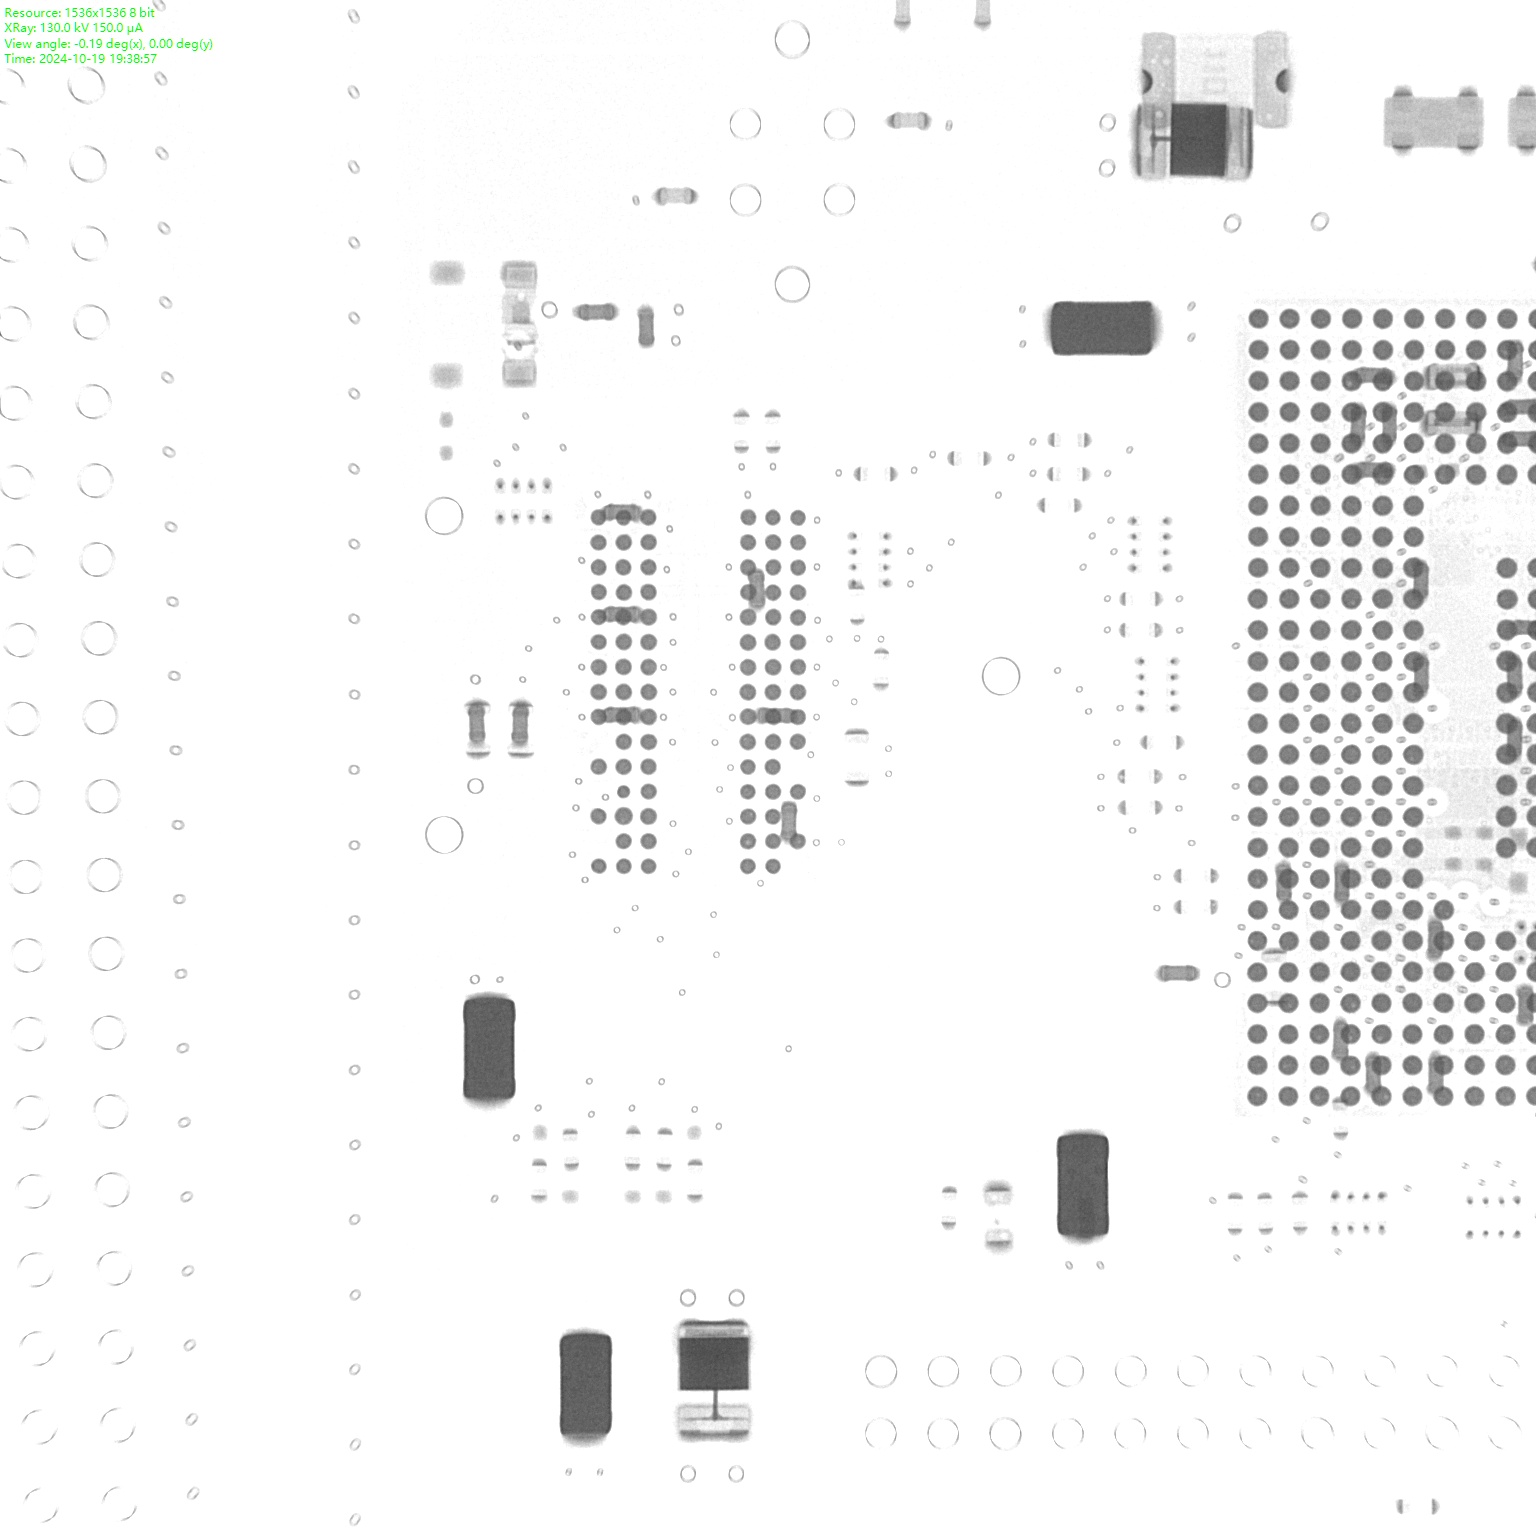 Resource: 1536x1536 8 bit
XRay: 130.0 kV 150.0 µA
View angle: -0.19 deg(x), 0.00 deg(y)
Time: 2024-10-19 19:38:57